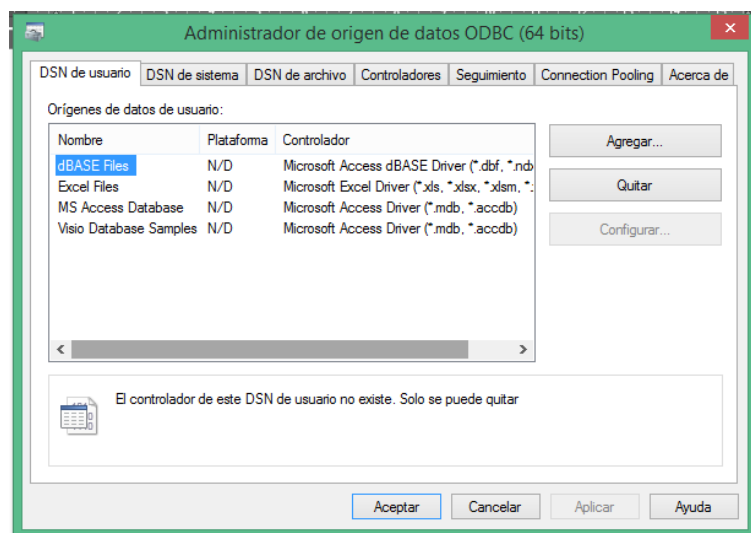 Administrador de origen de datos ODBC (64 bits)
DSN de usuario DSN de sistema DSN de archivo Controladores Seguimiento Connection Pooling Acerca de
Orígenes de datos de usuario:
Nombre Plataforma Controlador
dBASE Files N/D Microsoft Access dBASE Driver (*.dbf, *.ndx
Excel Files N/D Microsoft Excel Driver (*.xls, *.xlsx, *.xlsm, *.
MS Access Database N/D Microsoft Access Driver (*.mdb, *.accdb)
Visio Database Samples N/D Microsoft Access Driver (*.mdb, *.accdb)
Agregar...
Quitar
Configurar...
El controlador de este DSN de usuario no existe. Solo se puede quitar
Aceptar Cancelar Aplicar Ayuda